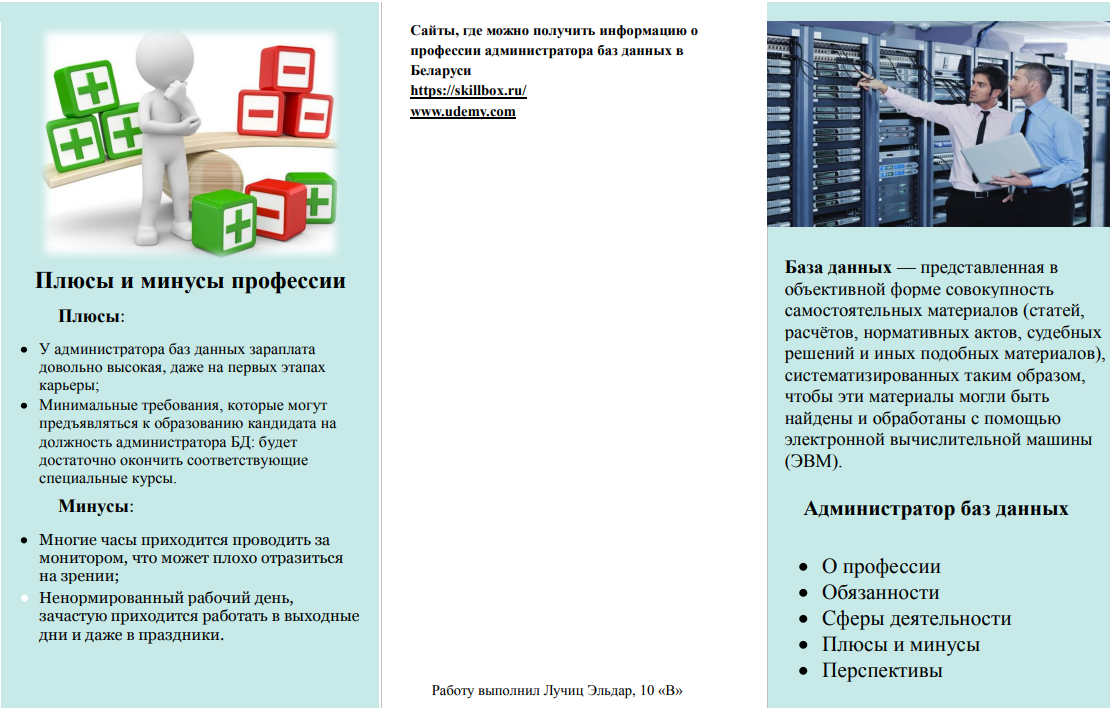 Плюсы и минусы профессии
Плюсы:
• У администратора баз данных зарплата
довольно высокая, даже на первых этапах
карьеры;
• Минимальные требования, которые могут
предъявляться к образованию кандидата на
должность администратора БД: будет
достаточно окончить соответствующие
специальные курсы.
Минусы:
• Многие часы приходится проводить за
монитором, что может плохо отразиться
на зрении;
• Ненормированный рабочий день,
зачастую приходится работать в выходные
дни и даже в праздники.
Сайты, где можно получить информацию о
профессии администратора баз данных в
Беларуси
https://skillbox.ru/
www.udemy.com
Работу выполнил Лучиц Эльдар, 10 «В»
База данных — представленная в
объективной форме совокупность
самостоятельных материалов (статей,
расчётов, нормативных актов, судебных
решений и иных подобных материалов),
систематизированных таким образом,
чтобы эти материалы могли быть
найдены и обработаны с помощью
электронной вычислительной машины
(ЭВМ).
Администратор баз данных
• О профессии
• Обязанности
• Сферы деятельности
• Плюсы и минусы
• Перспективы